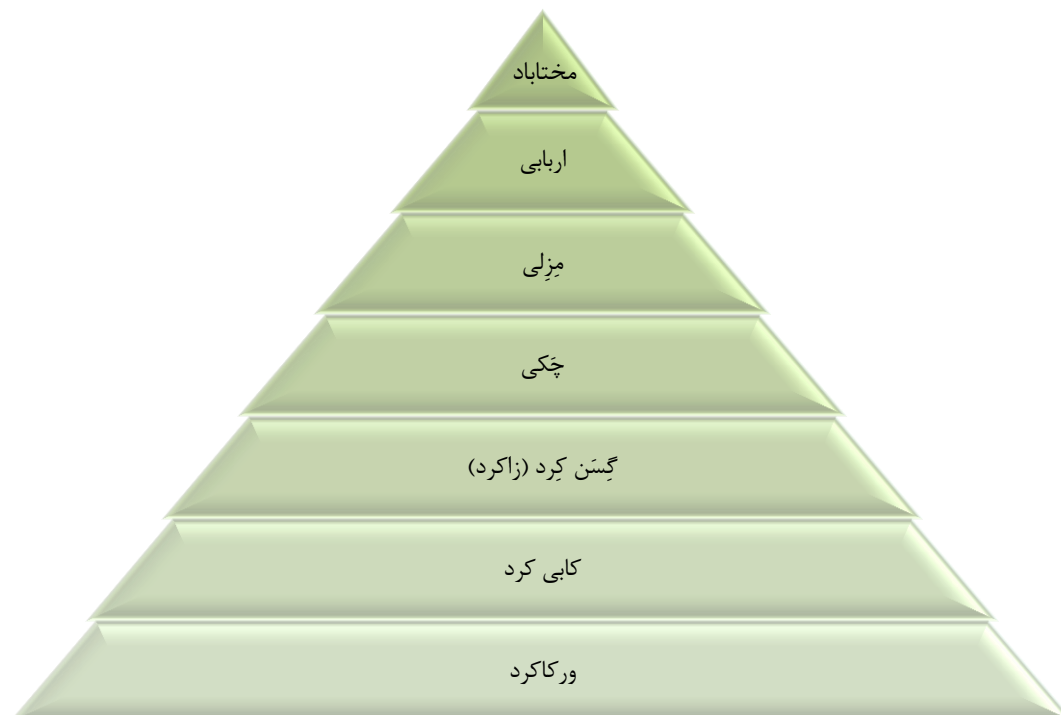 مختاباد
اربابی
مِزِلی
چَکی
گِسَن کِرد (زاکرد)
کابی کرد
ورکاکرد